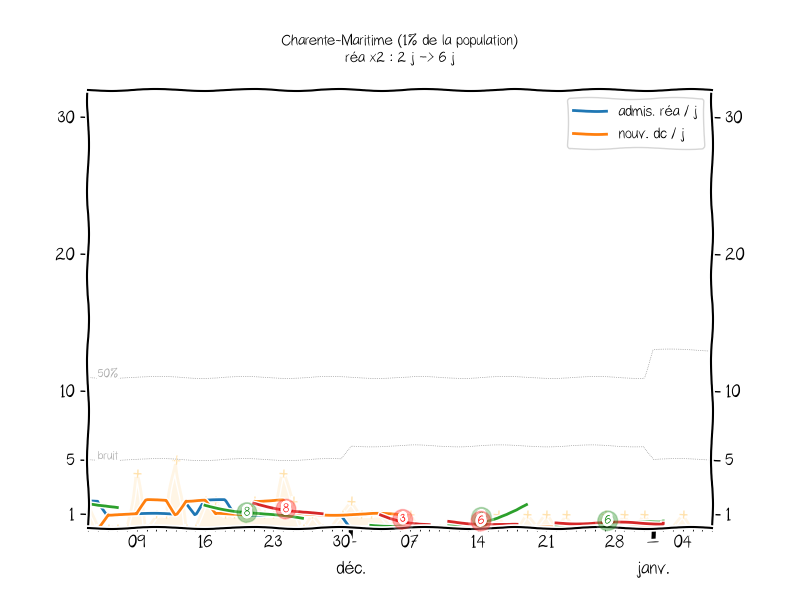 Charente-Maritime (1% de la population)
réa x2 : 2 j -> 6 j
admis. réa / j
nouv. dc / j
30 30
20 20
50%
10 10
bruit
5 5
1 1
8 8 3 6 6
09 16 23 30 07 14 21 28 04
déc. janv.